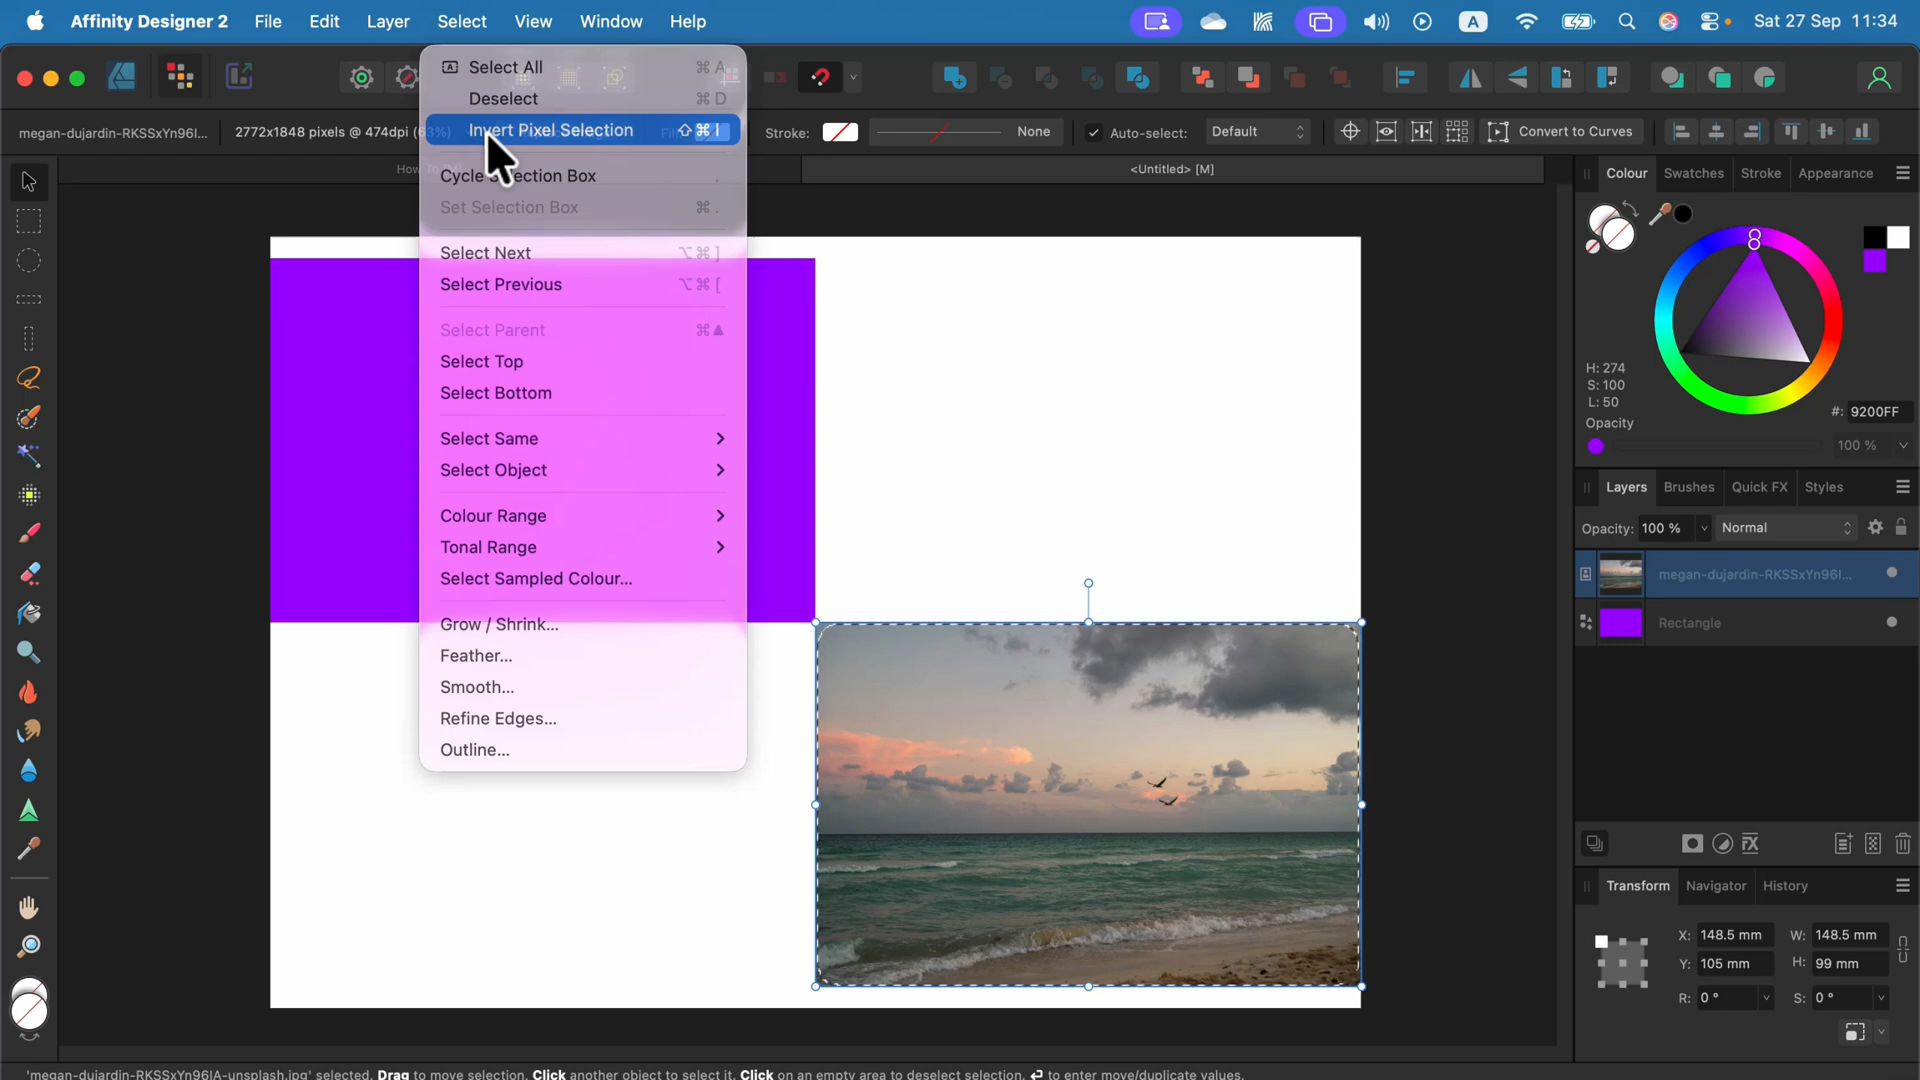 Affinity Designer 2 File Edit Layer Select View Window Help A Sat 27 Sep 11:34
Select All ⌘ A
Deselect ⌘ D
Invert Pixel Selection ⇧ ⌘ I
Cycle Selection Box .
Set Selection Box ⌘ .
Select Next ⌥⌘ ]
Select Previous ⌥⌘ [
Select Parent ⌘▲
Select Top
Select Bottom
Select Same
Select Object
Colour Range
Tonal Range
Select Sampled Colour...
Grow / Shrink...
Feather...
Smooth...
Refine Edges...
Outline...
megan-dujardin-RKSSxYn96I... 2772x1848 pixels @ 474dpi Stroke: None Auto-select: Default Convert to Curves
<Untitled> [M]
Colour Swatches Stroke Appearance
H: 274
S: 100
L: 50
#: 9200FF
Opacity
100 %
Layers Brushes Quick FX Styles
Opacity: 100 % Normal
megan-dujardin-RKSSxYn96I...
Rectangle
Transform Navigator History
X: 148.5 mm W: 148.5 mm
Y: 105 mm H: 99 mm
R: 0 ° S: 0 °
'megan-dujardin-RKSSxYn96IA-unsplash.jpg' selected. Drag to move selection. Click another object to select it. Click on an empty area to deselect selection. ⏎ to enter move/duplicate values.